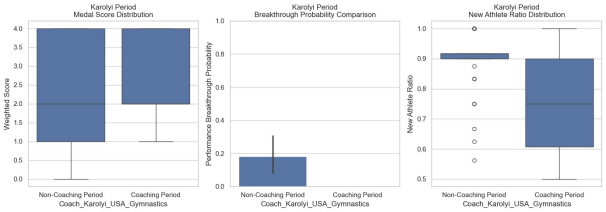 Karolyi Period
Medal Score Distribution
Weighted Score
4.0
3.5
3.0
2.5
2.0
1.5
1.0
0.5
0.0
Non-Coaching Period
Coaching Period
Coach_Karolyi_USA_Gymnastics
Karolyi Period
Breakthrough Probability Comparison
Performance Breakthrough Probability
1.0
0.8
0.6
0.4
0.2
0.0
Non-Coaching Period
Coaching Period
Coach_Karolyi_USA_Gymnastics
Karolyi Period
New Athlete Ratio Distribution
New Athlete Ratio
1.0
0.9
0.8
0.7
0.6
0.5
Non-Coaching Period
Coaching Period
Coach_Karolyi_USA_Gymnastics